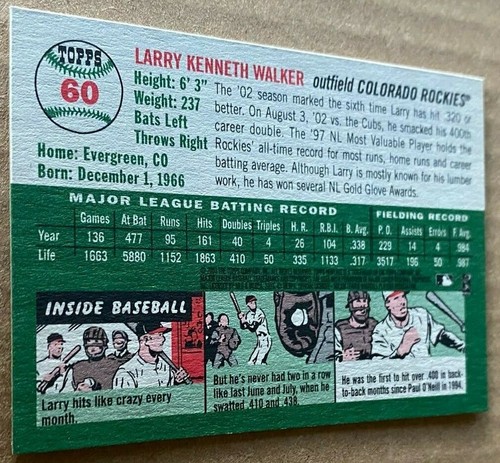 TOPPS
60
LARRY KENNETH WALKER outfield COLORADO ROCKIES®
Height: 6' 3"
Weight: 237
Bats Left
Throws Right
Home: Evergreen, CO
Born: December 1, 1966
The '02 season marked the sixth time Larry has hit .320 or
better. On August 3, '02 vs. the Cubs, he smacked his 400th
career double. The '97 NL Most Valuable Player holds the
Rockies' all-time record for most runs, home runs and career
batting average. Although Larry is mostly known for his lumber
work, he has won several NL Gold Glove Awards.
MAJOR LEAGUE BATTING RECORD FIELDING RECORD
Games At Bat Runs Hits Doubles Triples H. R. R.B.I. B. Avg. P. O. Assists Errors F. Avg.
Year 136 477 95 161 40 4 26 104 .338 229 14 4 .984
Life 1663 5880 1152 1863 410 50 335 1133 .317 3517 196 50 .987
INSIDE BASEBALL
Larry hits like crazy every
month.
But he's never had two in a row
like last June and July, when he
swatted .410 and .438.
He was the first to hit over .400 in back-
to-back months since Paul O'Neill in 1994.